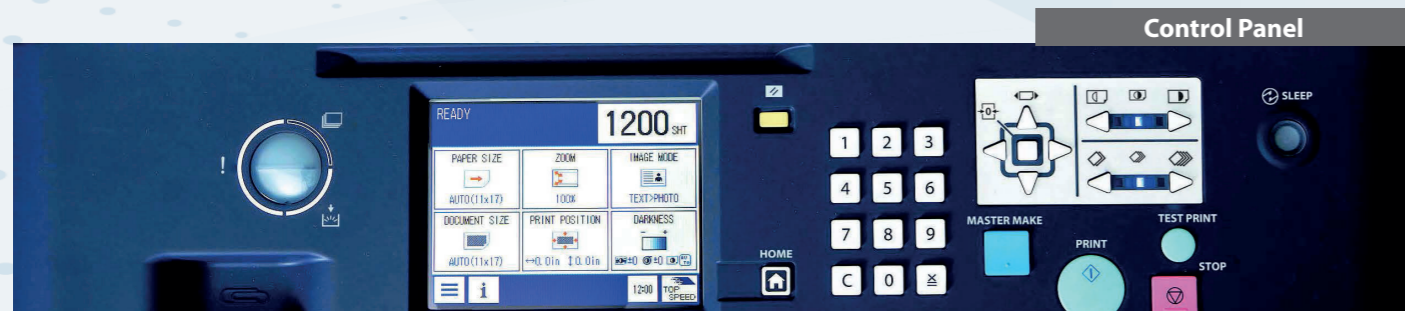 Control Panel
READY
1200 SHT
PAPER SIZE
AUTO(11x17)
ZOOM
100%
IMAGE MODE
TEXT>PHOTO
DOCUMENT SIZE
AUTO(11x17)
PRINT POSITION
↔0.0in ↕0.0in
DARKNESS
- +
±0 ±0
i
12:00
TOP SPEED
!
HOME
1 2 3
4 5 6
7 8 9
C 0 ×
MASTER MAKE
PRINT
TEST PRINT
STOP
SLEEP